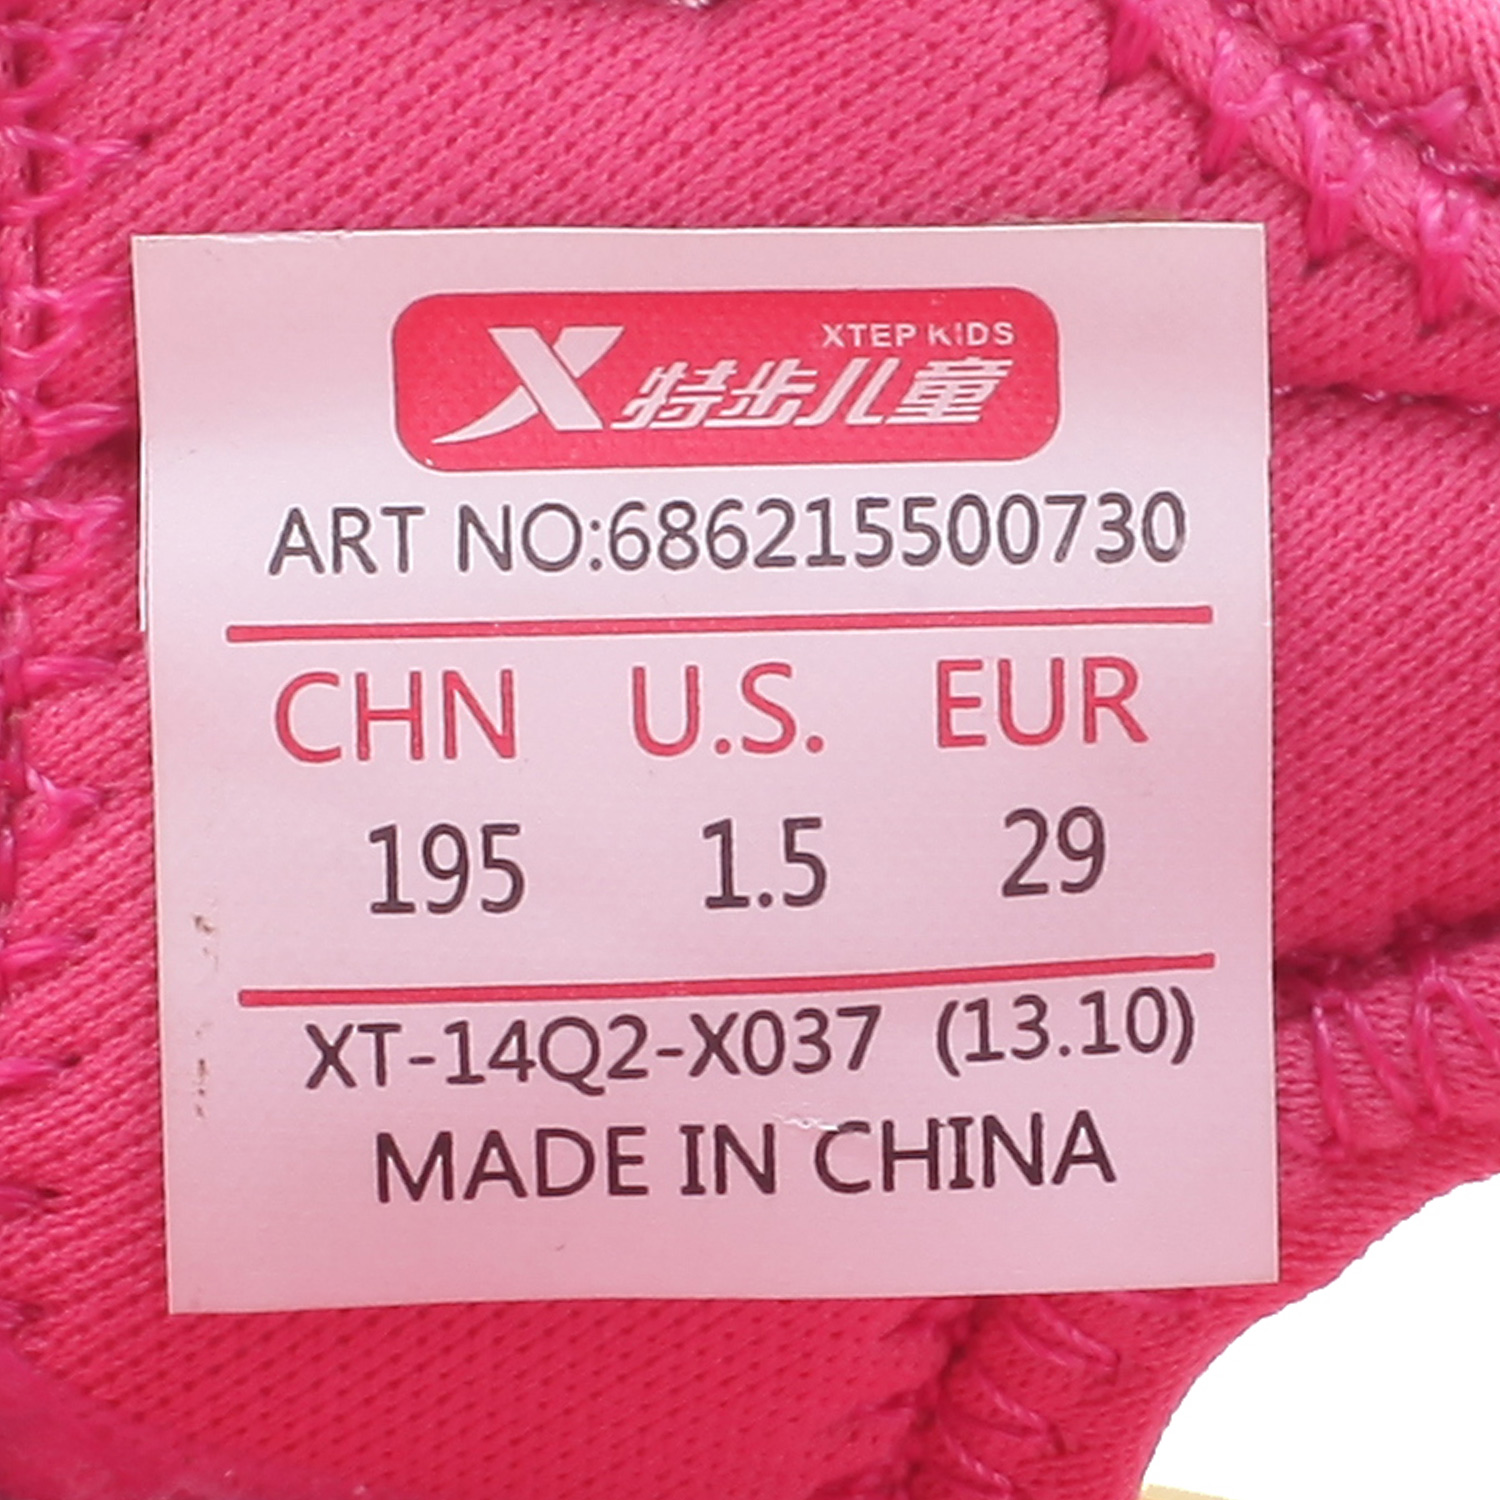 XTEP KIDS
特步儿童
ART NO:686215500730
CHN U.S. EUR
195 1.5 29
XT-14Q2-X037 (13.10)
MADE IN CHINA